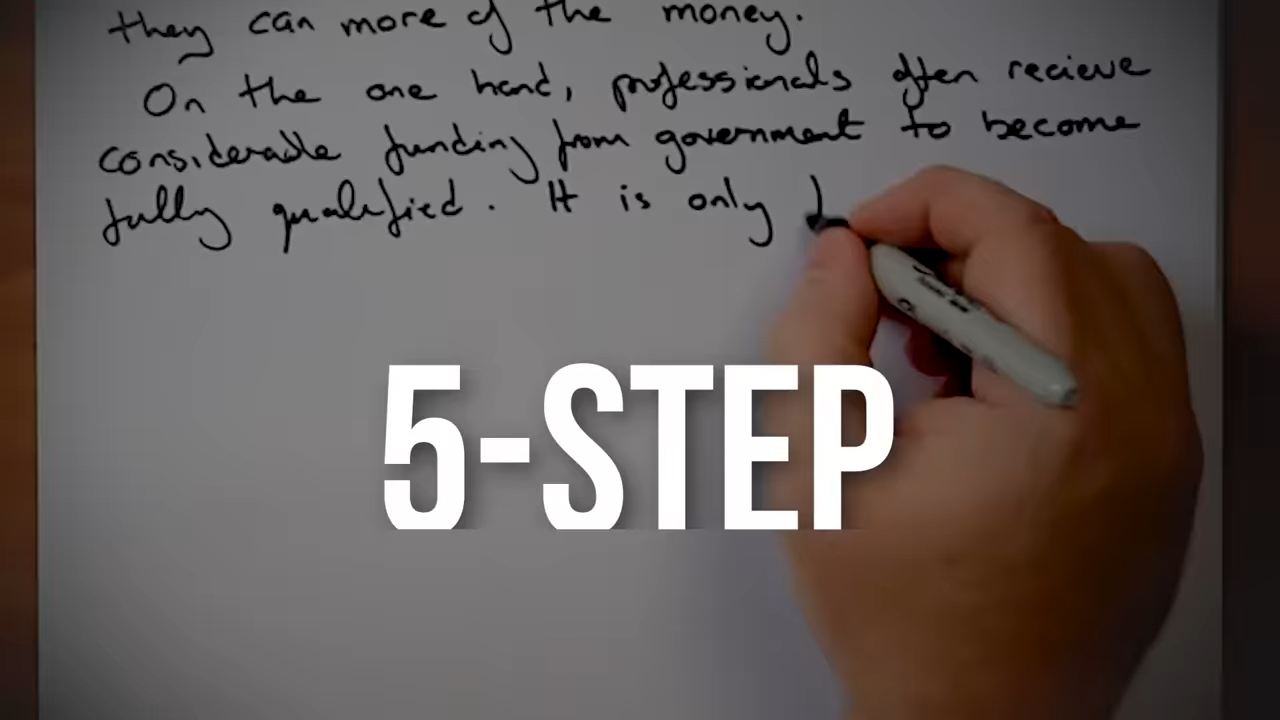 they can more of the money.
On the one hand, professionals often recieve
considerable funding from government to become
fully qualified. It is only
5-STEP